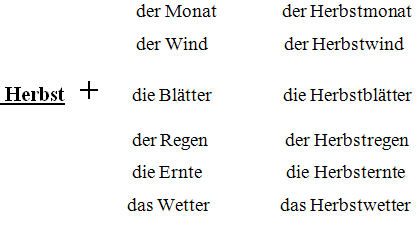 der Monat der Herbstmonat
der Wind der Herbstwind
Herbst + die Blätter die Herbstblätter
der Regen der Herbstregen
die Ernte die Herbsternte
das Wetter das Herbstwetter